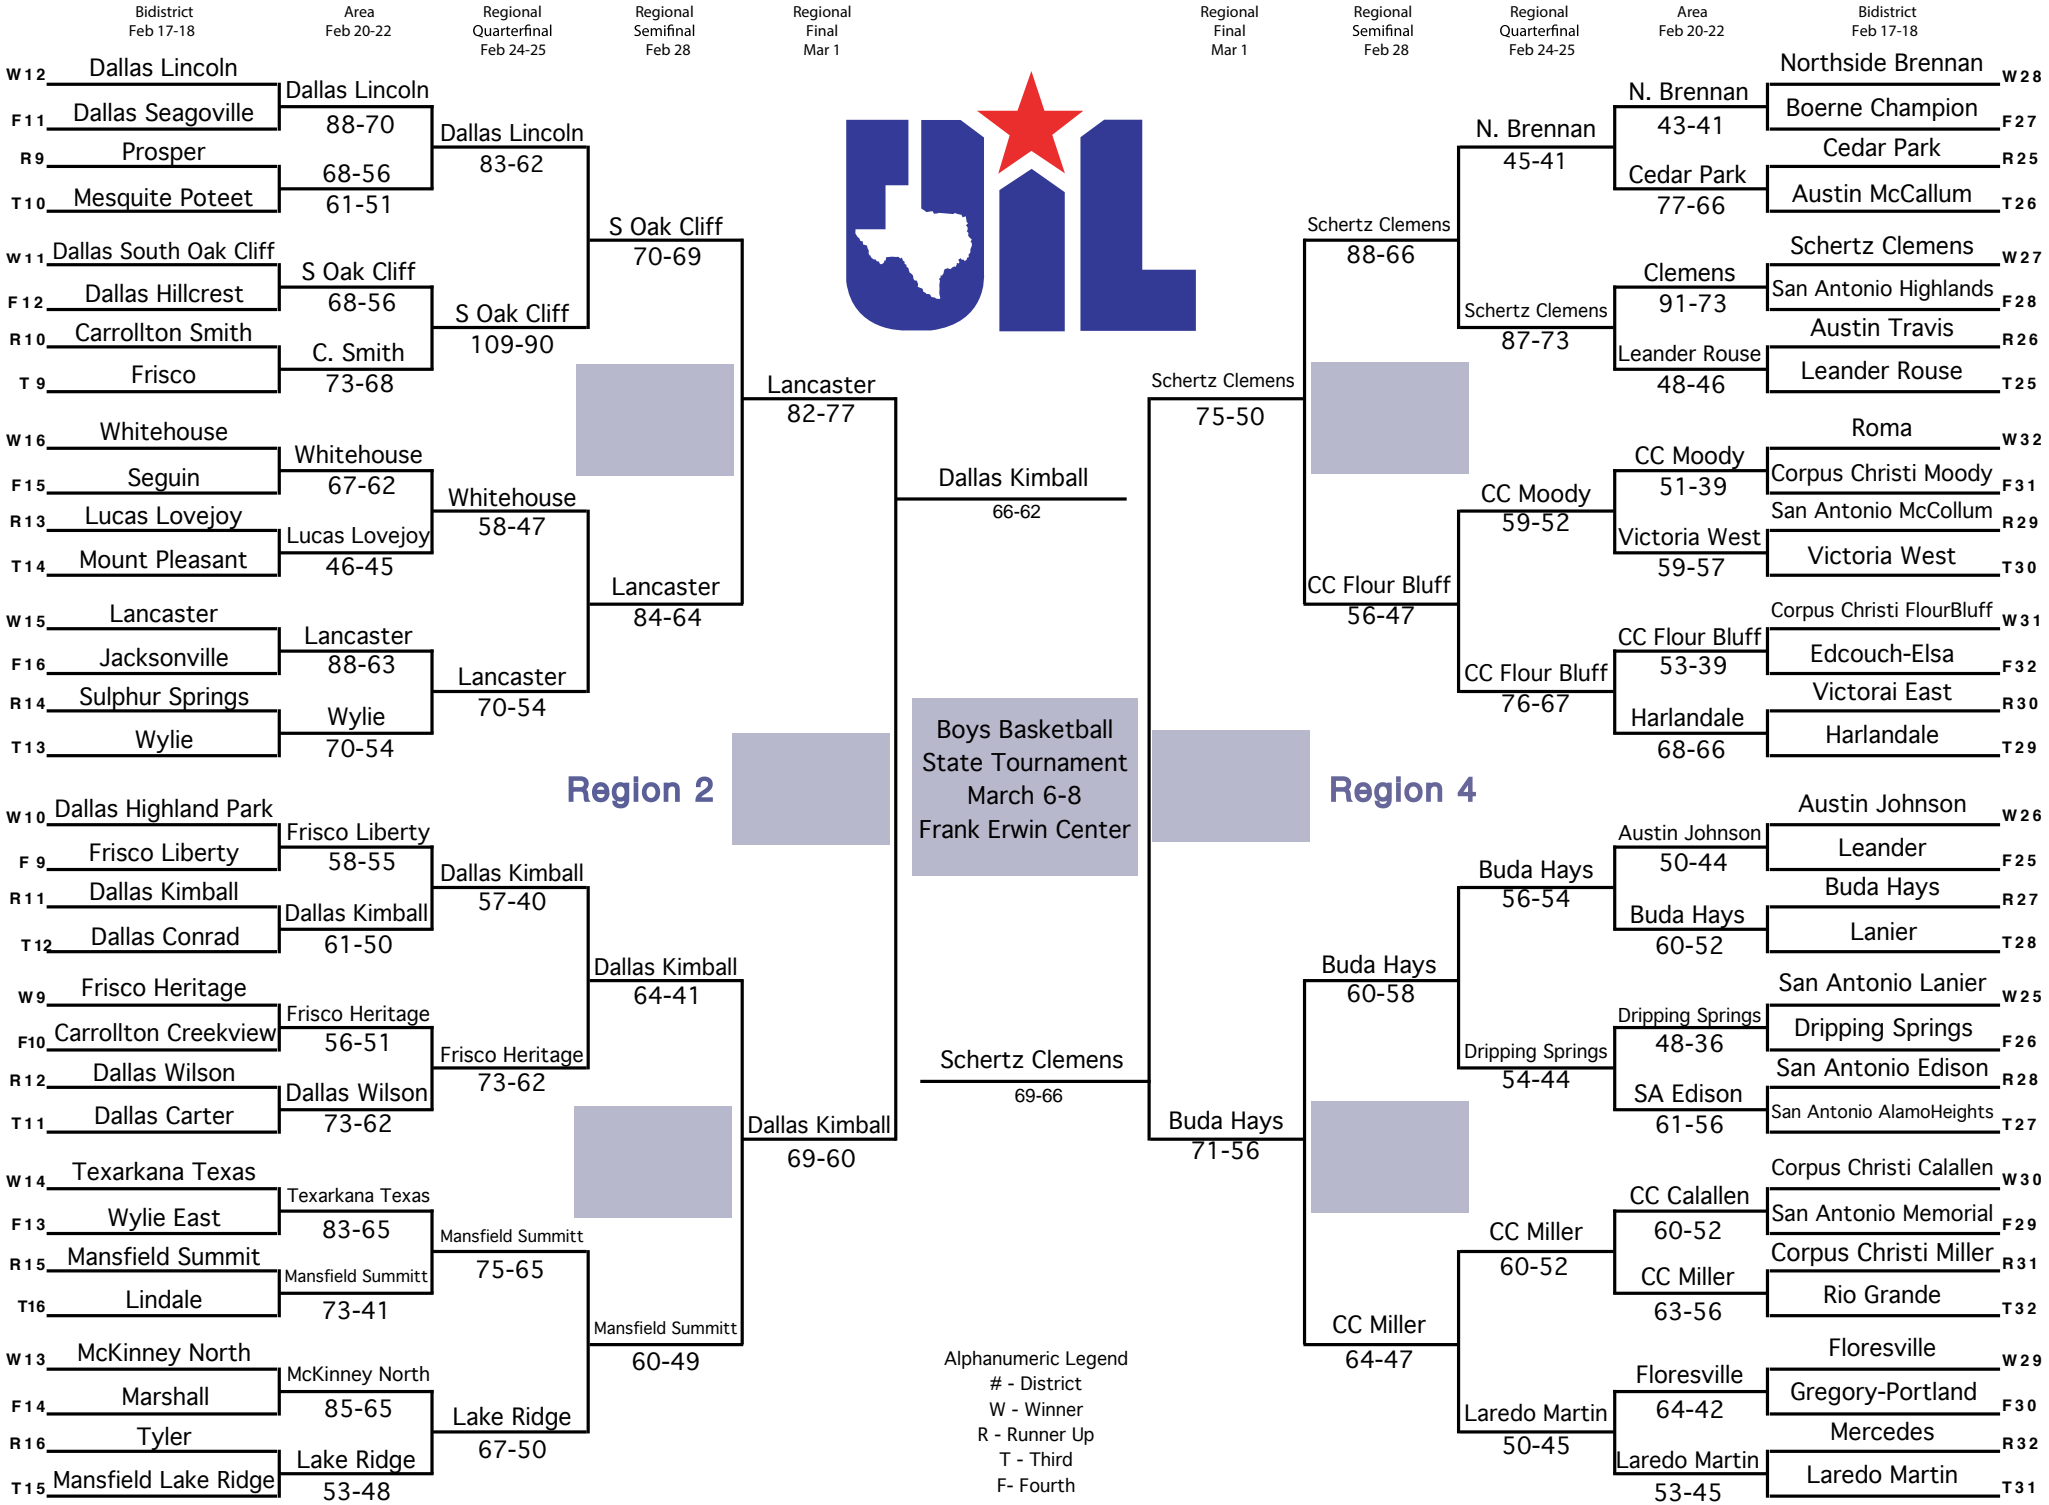 Bidistrict
Feb 17-18
Area
Feb 20-22
Regional
Quarterfinal
Feb 24-25
Regional
Semifinal
Feb 28
Regional
Final
Mar 1
Regional
Final
Mar 1
Regional
Semifinal
Feb 28
Regional
Quarterfinal
Feb 24-25
Area
Feb 20-22
Bidistrict
Feb 17-18
UIL
W12 Dallas Lincoln
F11 Dallas Seagoville
R9 Prosper
T10 Mesquite Poteet
W11 Dallas South Oak Cliff
F12 Dallas Hillcrest
R10 Carrollton Smith
T 9 Frisco
W16 Whitehouse
F15 Seguin
R13 Lucas Lovejoy
T14 Mount Pleasant
W15 Lancaster
F16 Jacksonville
R14 Sulphur Springs
T13 Wylie
W10 Dallas Highland Park
F 9 Frisco Liberty
R11 Dallas Kimball
T12 Dallas Conrad
W9 Frisco Heritage
F10 Carrollton Creekview
R12 Dallas Wilson
T11 Dallas Carter
W14 Texarkana Texas
F13 Wylie East
R15 Mansfield Summit
T16 Lindale
W13 McKinney North
F14 Marshall
R16 Tyler
T15 Mansfield Lake Ridge
Dallas Lincoln
88-70
68-56
61-51
S Oak Cliff
68-56
C. Smith
73-68
Whitehouse
67-62
Lucas Lovejoy
46-45
Lancaster
88-63
Wylie
70-54
Frisco Liberty
58-55
Dallas Kimball
61-50
Frisco Heritage
56-51
Dallas Wilson
73-62
Texarkana Texas
83-65
Mansfield Summitt
73-41
McKinney North
85-65
Lake Ridge
53-48
Dallas Lincoln
83-62
S Oak Cliff
109-90
Whitehouse
58-47
Lancaster
70-54
Dallas Kimball
57-40
Frisco Heritage
73-62
Mansfield Summitt
75-65
Lake Ridge
67-50
S Oak Cliff
70-69
Lancaster
84-64
Dallas Kimball
64-41
Mansfield Summitt
60-49
Lancaster
82-77
Dallas Kimball
69-60
Region 2
Dallas Kimball
66-62
Boys Basketball
State Tournament
March 6-8
Frank Erwin Center
Schertz Clemens
69-66
Alphanumeric Legend
# - District
W - Winner
R - Runner Up
T - Third
F- Fourth
Region 4
Schertz Clemens
75-50
Buda Hays
71-56
Schertz Clemens
88-66
CC Flour Bluff
56-47
Buda Hays
60-58
CC Miller
64-47
N. Brennan
45-41
Schertz Clemens
87-73
CC Moody
59-52
CC Flour Bluff
76-67
Buda Hays
56-54
Dripping Springs
54-44
CC Miller
60-52
Laredo Martin
50-45
N. Brennan
43-41
Cedar Park
77-66
Clemens
91-73
Leander Rouse
48-46
CC Moody
51-39
Victoria West
59-57
CC Flour Bluff
53-39
Harlandale
68-66
Austin Johnson
50-44
Buda Hays
60-52
Dripping Springs
48-36
SA Edison
61-56
CC Calallen
60-52
CC Miller
63-56
Floresville
64-42
Laredo Martin
53-45
Northside Brennan W28
Boerne Champion F27
Cedar Park R25
Austin McCallum T26
Schertz Clemens W27
San Antonio Highlands F28
Austin Travis R26
Leander Rouse T25
Roma W32
Corpus Christi Moody F31
San Antonio McCollum R29
Victoria West T30
Corpus Christi FlourBluff W31
Edcouch-Elsa F32
Victorai East R30
Harlandale T29
Austin Johnson W26
Leander F25
Buda Hays R27
Lanier T28
San Antonio Lanier W25
Dripping Springs F26
San Antonio Edison R28
San Antonio AlamoHeights T27
Corpus Christi Calallen W30
San Antonio Memorial F29
Corpus Christi Miller R31
Rio Grande T32
Floresville W29
Gregory-Portland F30
Mercedes R32
Laredo Martin T31